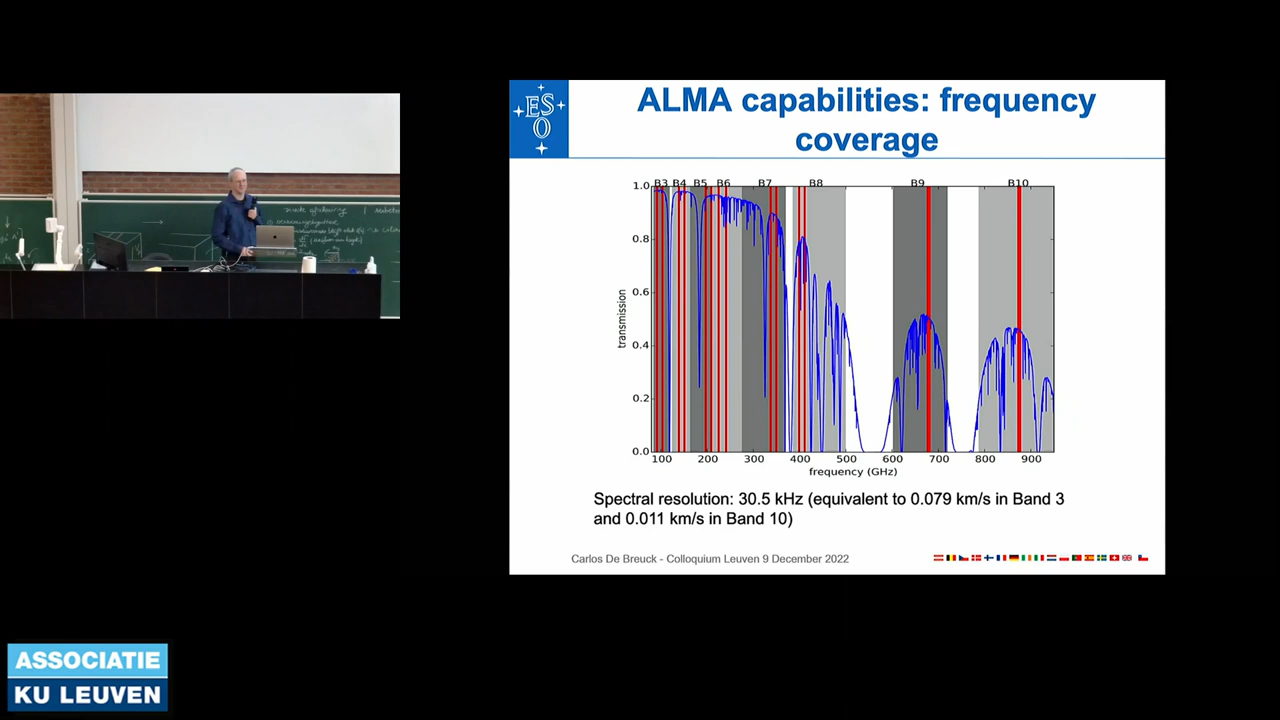 ESO
ALMA capabilities: frequency
coverage
B3 B4 B5 B6 B7 B8 B9 B10
1.0
0.8
0.6
0.4
0.2
0.0
transmission
100 200 300 400 500 600 700 800 900
frequency (GHz)
Spectral resolution: 30.5 kHz (equivalent to 0.079 km/s in Band 3
and 0.011 km/s in Band 10)
Carlos De Breuck - Colloquium Leuven 9 December 2022
ASSOCIATIE
KU LEUVEN